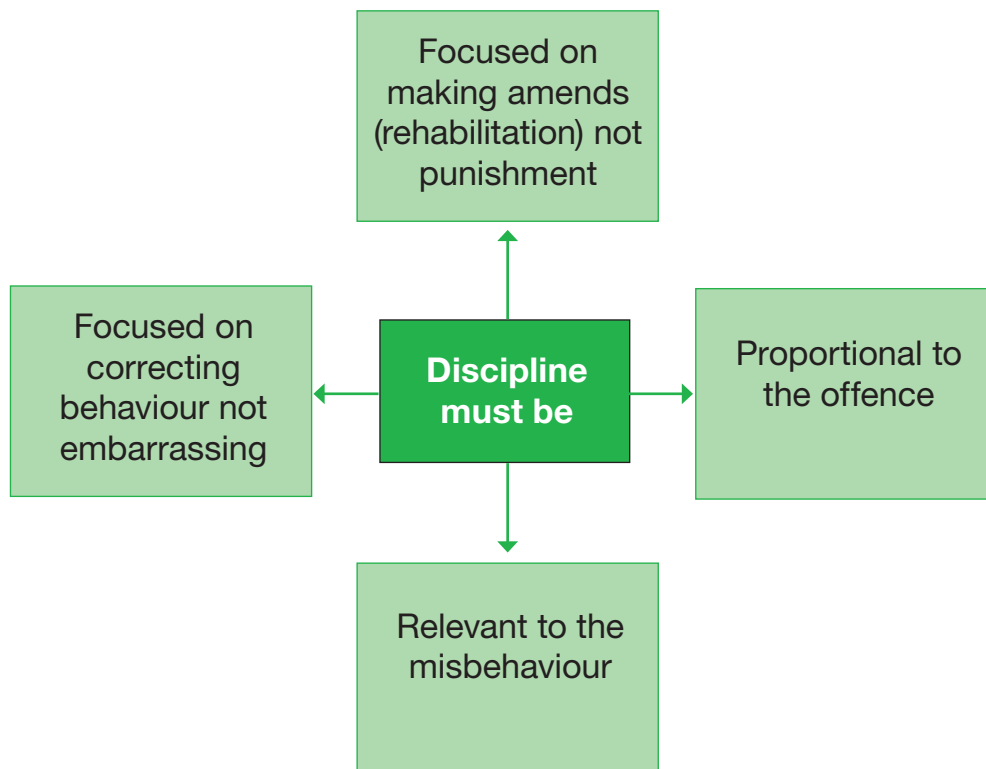 Focused on
making amends
(rehabilitation) not
punishment
Focused on
correcting
behaviour not
embarrassing
Discipline
must be
Proportional to
the offence
Relevant to the
misbehaviour